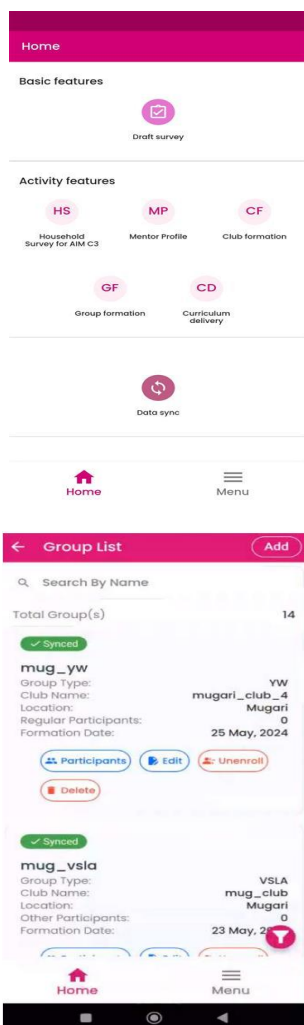 Home
Basic features
Draft survey
Activity features
HS MP CF
Household Mentor Profile Club formation
Survey for AIM C3
GF CD
Group formation Curriculum
delivery
Data sync
Home Menu
Group List Add
Search By Name
Total Group(s) 14
Synced
mug_yw
Group Type: YW
Club Name: mugari_club_4
Location: Mugari
Regular Participants: 0
Formation Date: 25 May, 2024
Participants Edit Unenroll
Delete
Synced
mug_vsla
Group Type: VSLA
Club Name: mug_club
Location: Mugari
Other Participants: 0
Formation Date: 23 May, 2
Home Menu